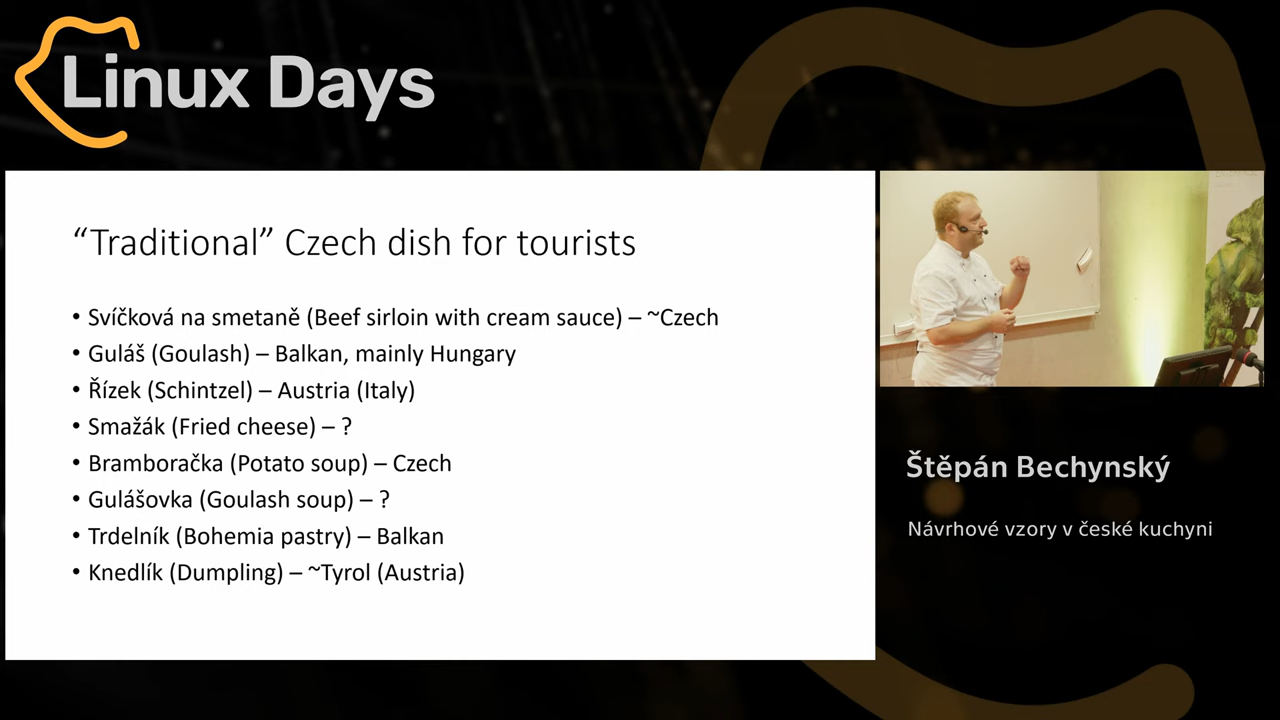 Linux Days
“Traditional” Czech dish for tourists
• Svíčková na smetaně (Beef sirloin with cream sauce) – ~Czech
• Guláš (Goulash) – Balkan, mainly Hungary
• Řízek (Schintzel) – Austria (Italy)
• Smažák (Fried cheese) – ?
• Bramboračka (Potato soup) – Czech
• Gulášovka (Goulash soup) – ?
• Trdelník (Bohemia pastry) – Balkan
• Knedlík (Dumpling) – ~Tyrol (Austria)
Štěpán Bechynský
Návrhové vzory v české kuchyni